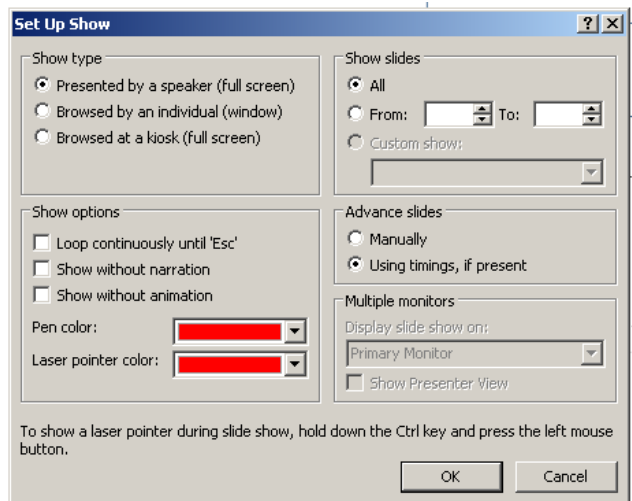 Set Up Show
Show type
Presented by a speaker (full screen)
Browsed by an individual (window)
Browsed at a kiosk (full screen)
Show slides
All
From: To:
Custom show:
Show options
Loop continuously until 'Esc'
Show without narration
Show without animation
Pen color:
Laser pointer color:
Advance slides
Manually
Using timings, if present
Multiple monitors
Display slide show on:
Primary Monitor
Show Presenter View
To show a laser pointer during slide show, hold down the Ctrl key and press the left mouse
button.
OK Cancel